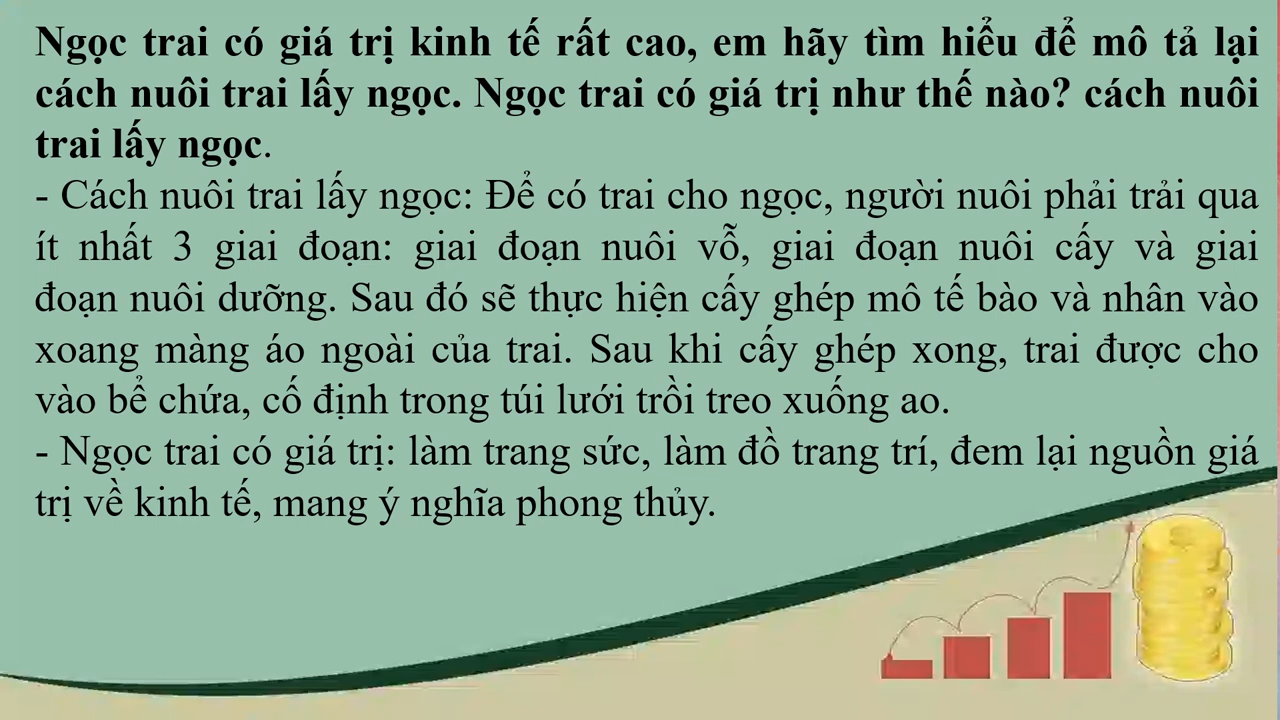 Ngọc trai có giá trị kinh tế rất cao, em hãy tìm hiểu để mô tả lại
cách nuôi trai lấy ngọc. Ngọc trai có giá trị như thế nào? cách nuôi
trai lấy ngọc.
- Cách nuôi trai lấy ngọc: Để có trai cho ngọc, người nuôi phải trải qua
ít nhất 3 giai đoạn: giai đoạn nuôi vỗ, giai đoạn nuôi cấy và giai
đoạn nuôi dưỡng. Sau đó sẽ thực hiện cấy ghép mô tế bào và nhân vào
xoang màng áo ngoài của trai. Sau khi cấy ghép xong, trai được cho
vào bể chứa, cố định trong túi lưới trồi treo xuống ao.
- Ngọc trai có giá trị: làm trang sức, làm đồ trang trí, đem lại nguồn giá
trị về kinh tế, mang ý nghĩa phong thủy.